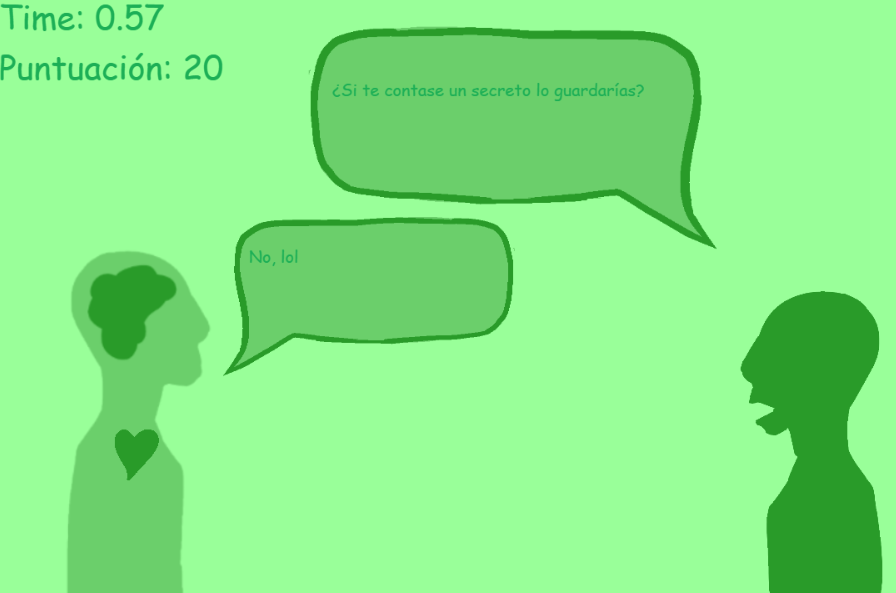 Time: 0.57
Puntuación: 20
¿Si te contase un secreto lo guardarías?
No, lol